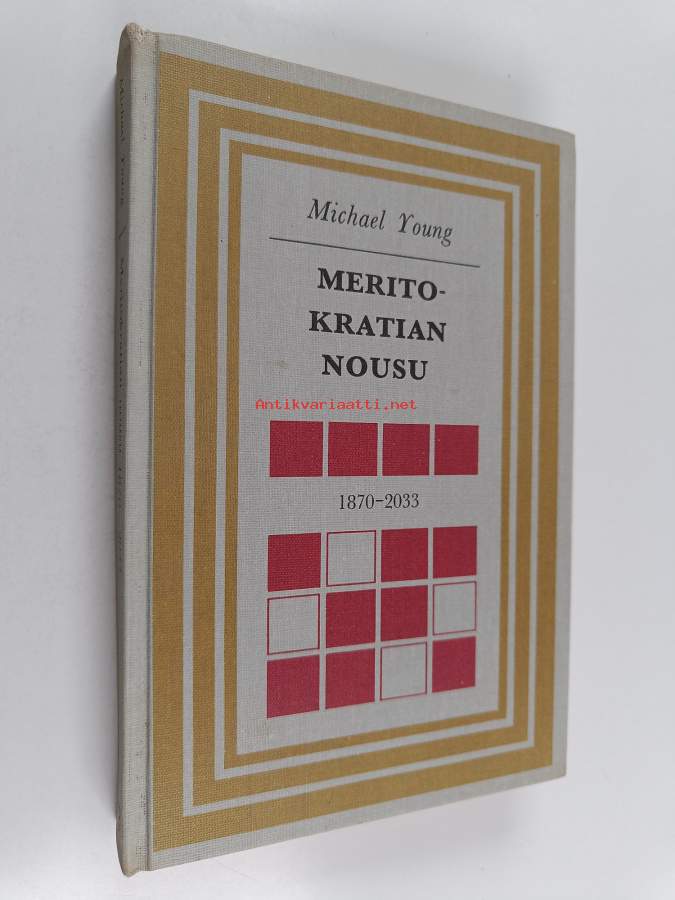 Michael Young
MERITO-
KRATIAN
NOUSU
Antikvariaatti.net
1870-2033